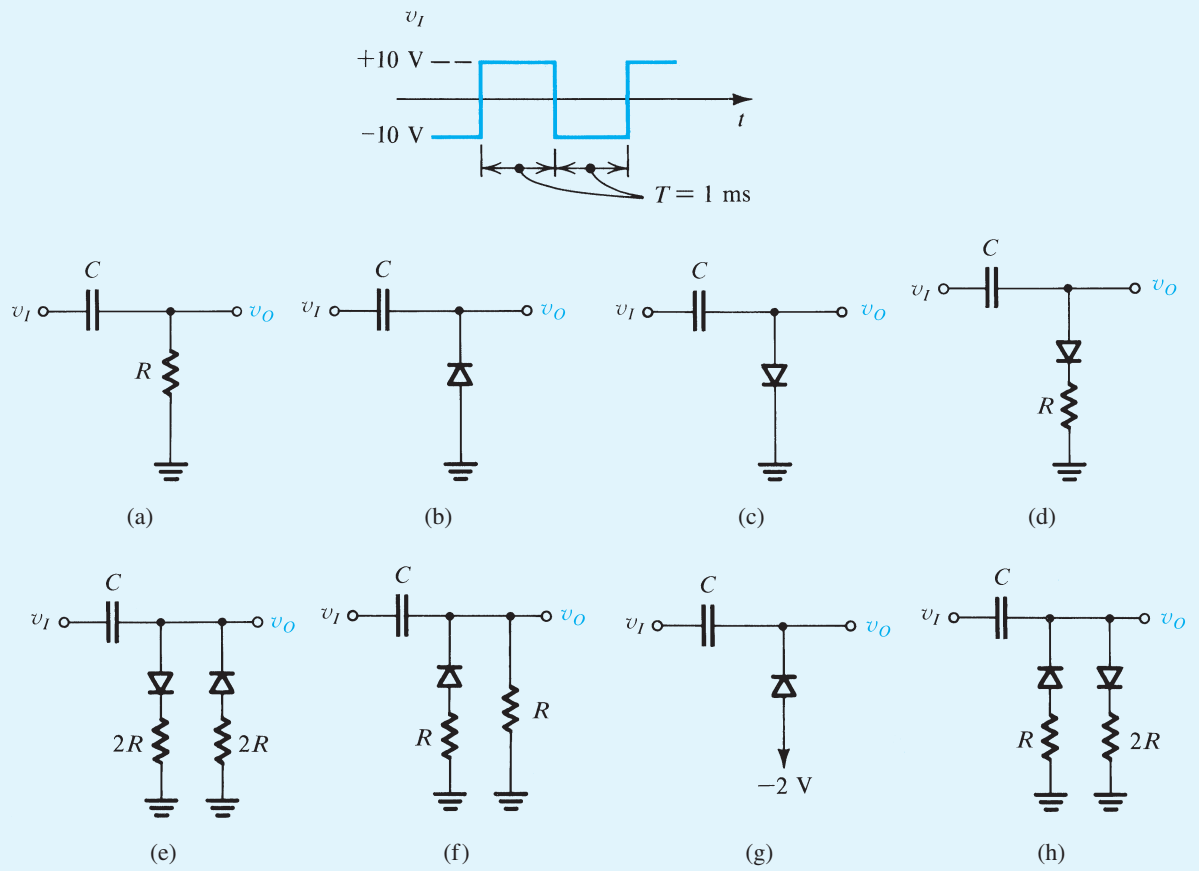 v_I
+10 V
−10 V
t
T = 1 ms
C
v_I
v_O
R
(a)
C
v_I
v_O
(b)
C
v_I
v_O
(c)
C
v_I
v_O
R
(d)
C
v_I
v_O
2R
2R
(e)
C
v_I
v_O
R
R
(f)
C
v_I
v_O
−2 V
(g)
C
v_I
v_O
R
2R
(h)